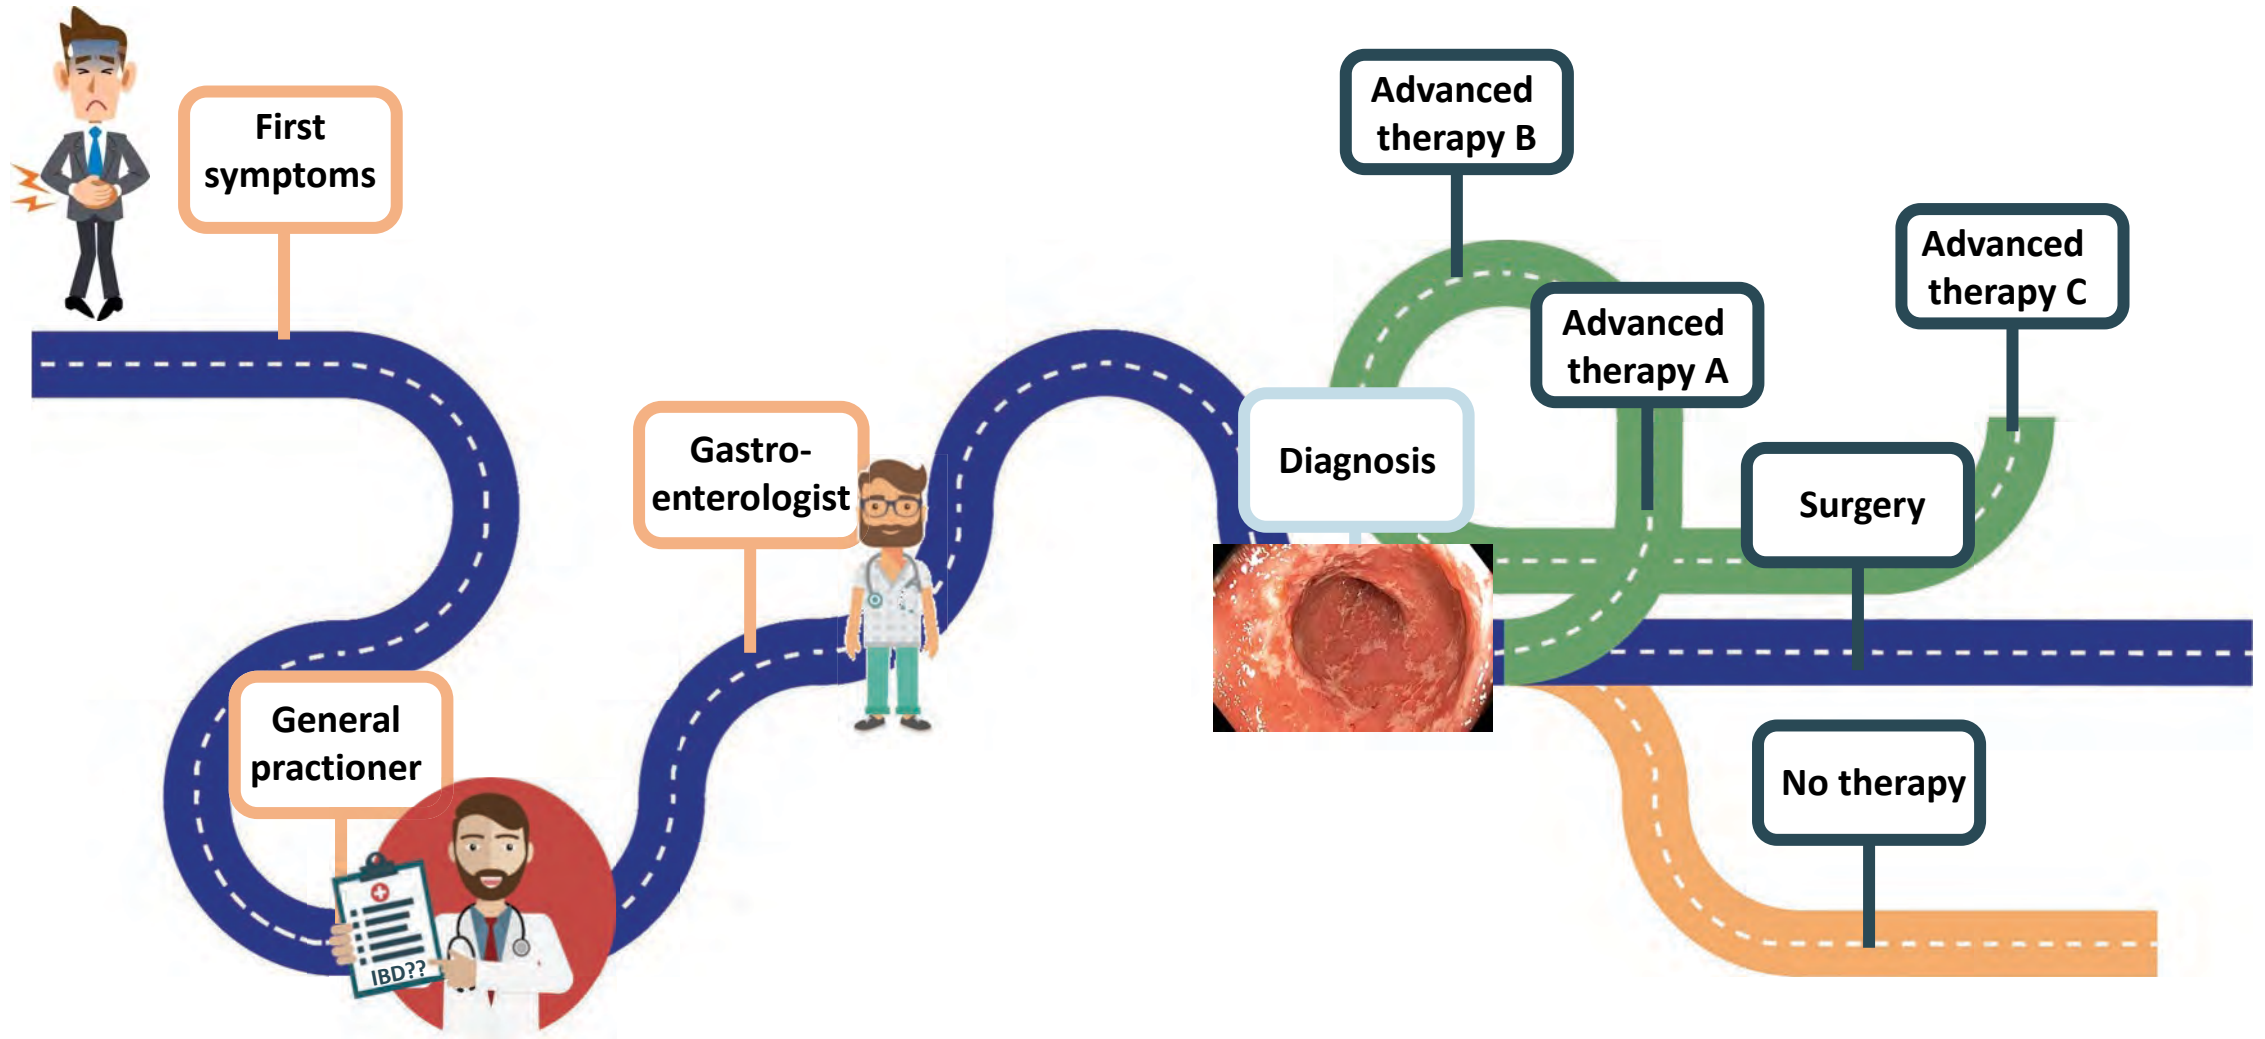 First
symptoms
General
practioner
IBD??
Gastro-
enterologist
Diagnosis
Advanced
therapy B
Advanced
therapy A
Advanced
therapy C
Surgery
No therapy